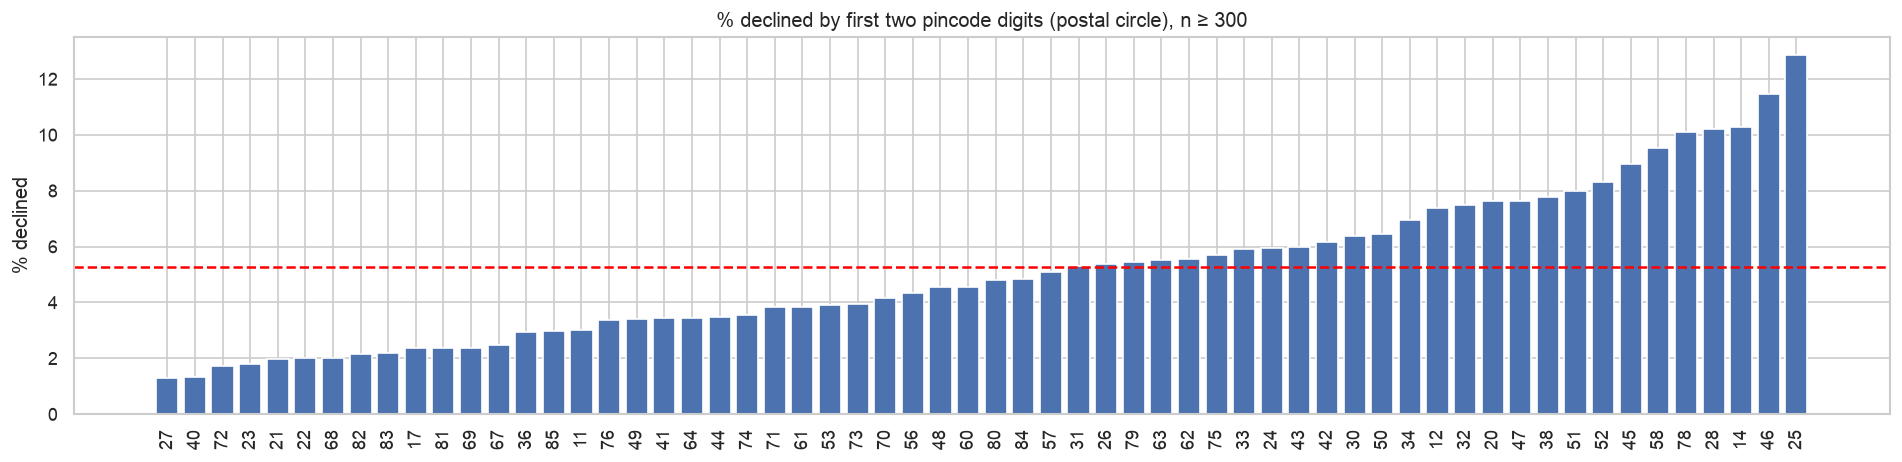 % declined by first two pincode digits (postal circle), n ≥ 300
% declined
12
10
8
6
4
2
0
27 40 72 23 21 22 68 82 83 17 81 69 67 36 85 11 76 49 41 64 44 74 71 61 53 73 70 56 48 60 80 84 57 31 26 79 63 62 75 33 24 43 42 30 50 34 12 32 20 47 38 51 52 45 58 78 28 14 46 25